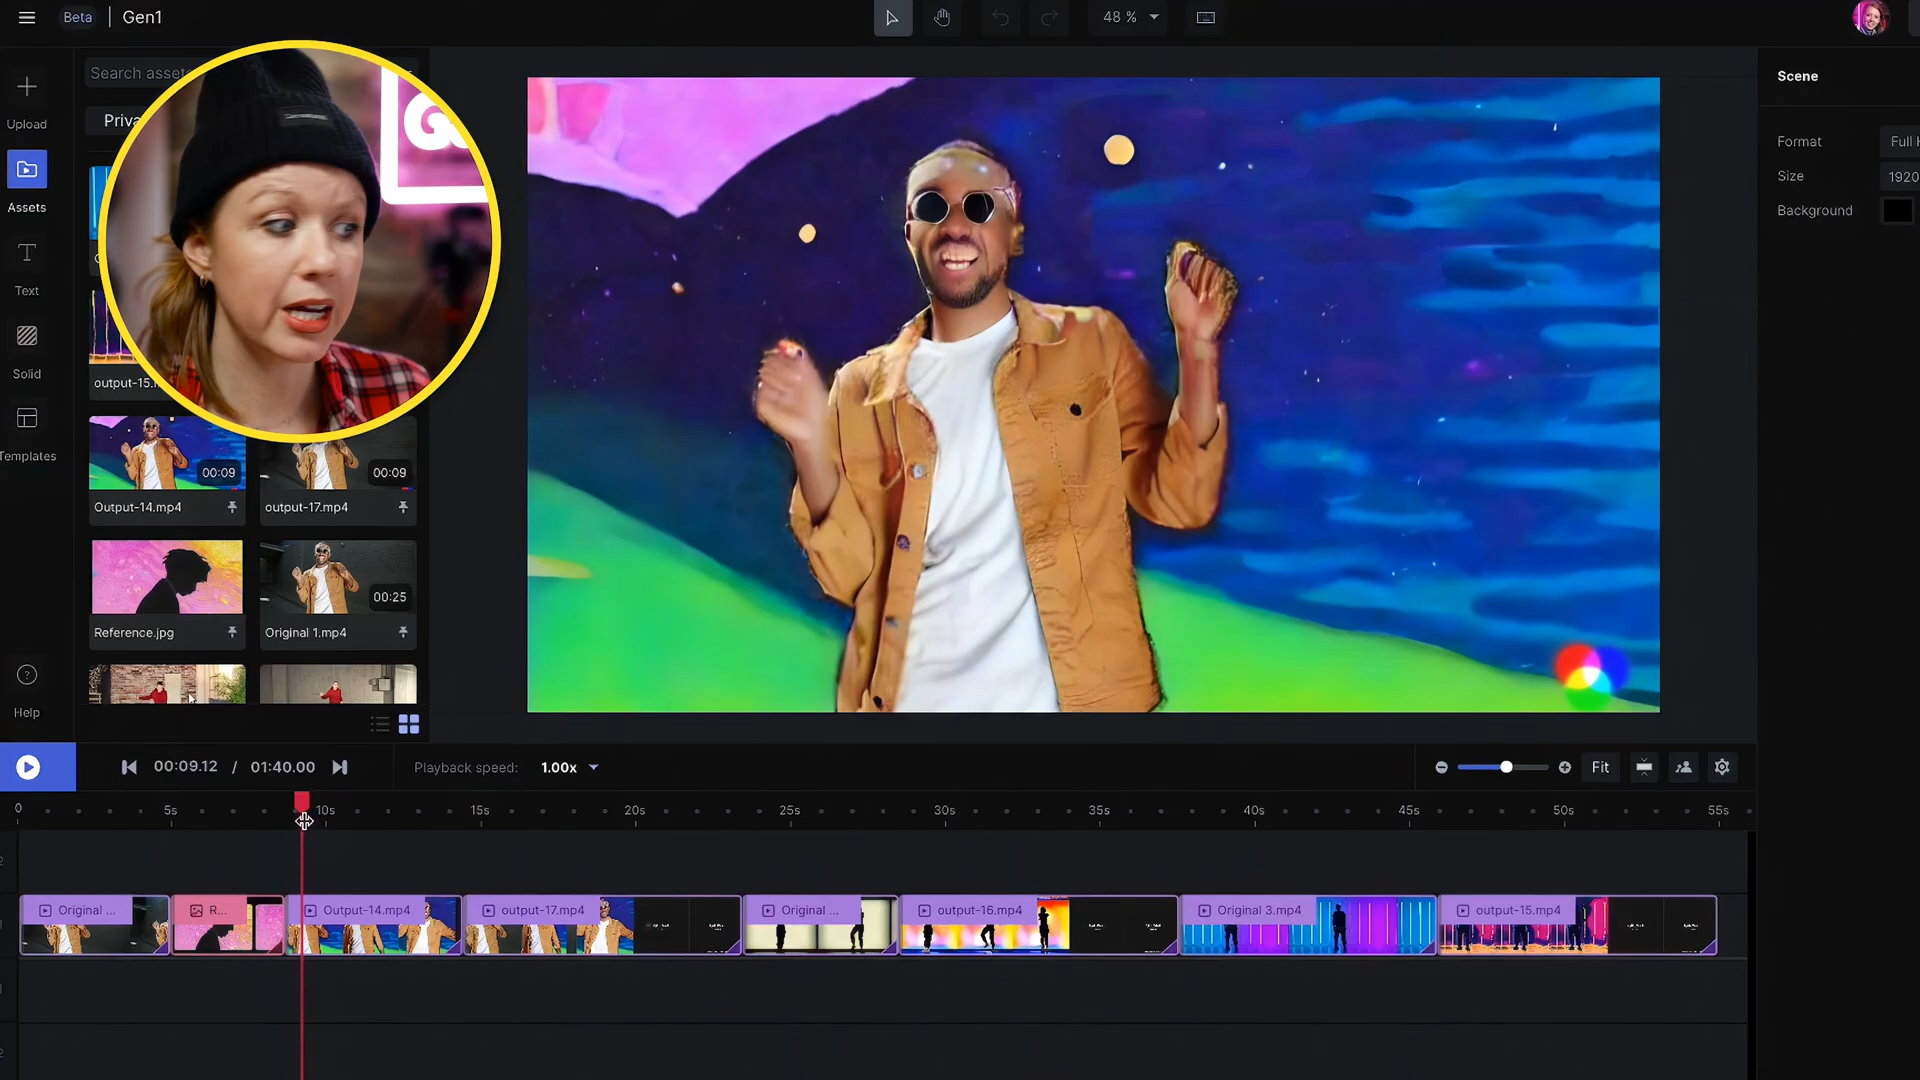 Beta
Gen1
48 %
Search asset
Priva
Upload
Assets
Text
Solid
Templates
Help
output-15.
00:09
00:09
Output-14.mp4
output-17.mp4
00:25
Reference.jpg
Original 1.mp4
Scene
Format
Full H
Size
1920
Background
00:09.12 / 01:40.00
Playback speed:
1.00x
Fit
0
5s
10s
15s
20s
25s
30s
35s
40s
45s
50s
55s
Original ...
R...
Output-14.mp4
output-17.mp4
Original ...
output-16.mp4
Original 3.mp4
output-15.mp4